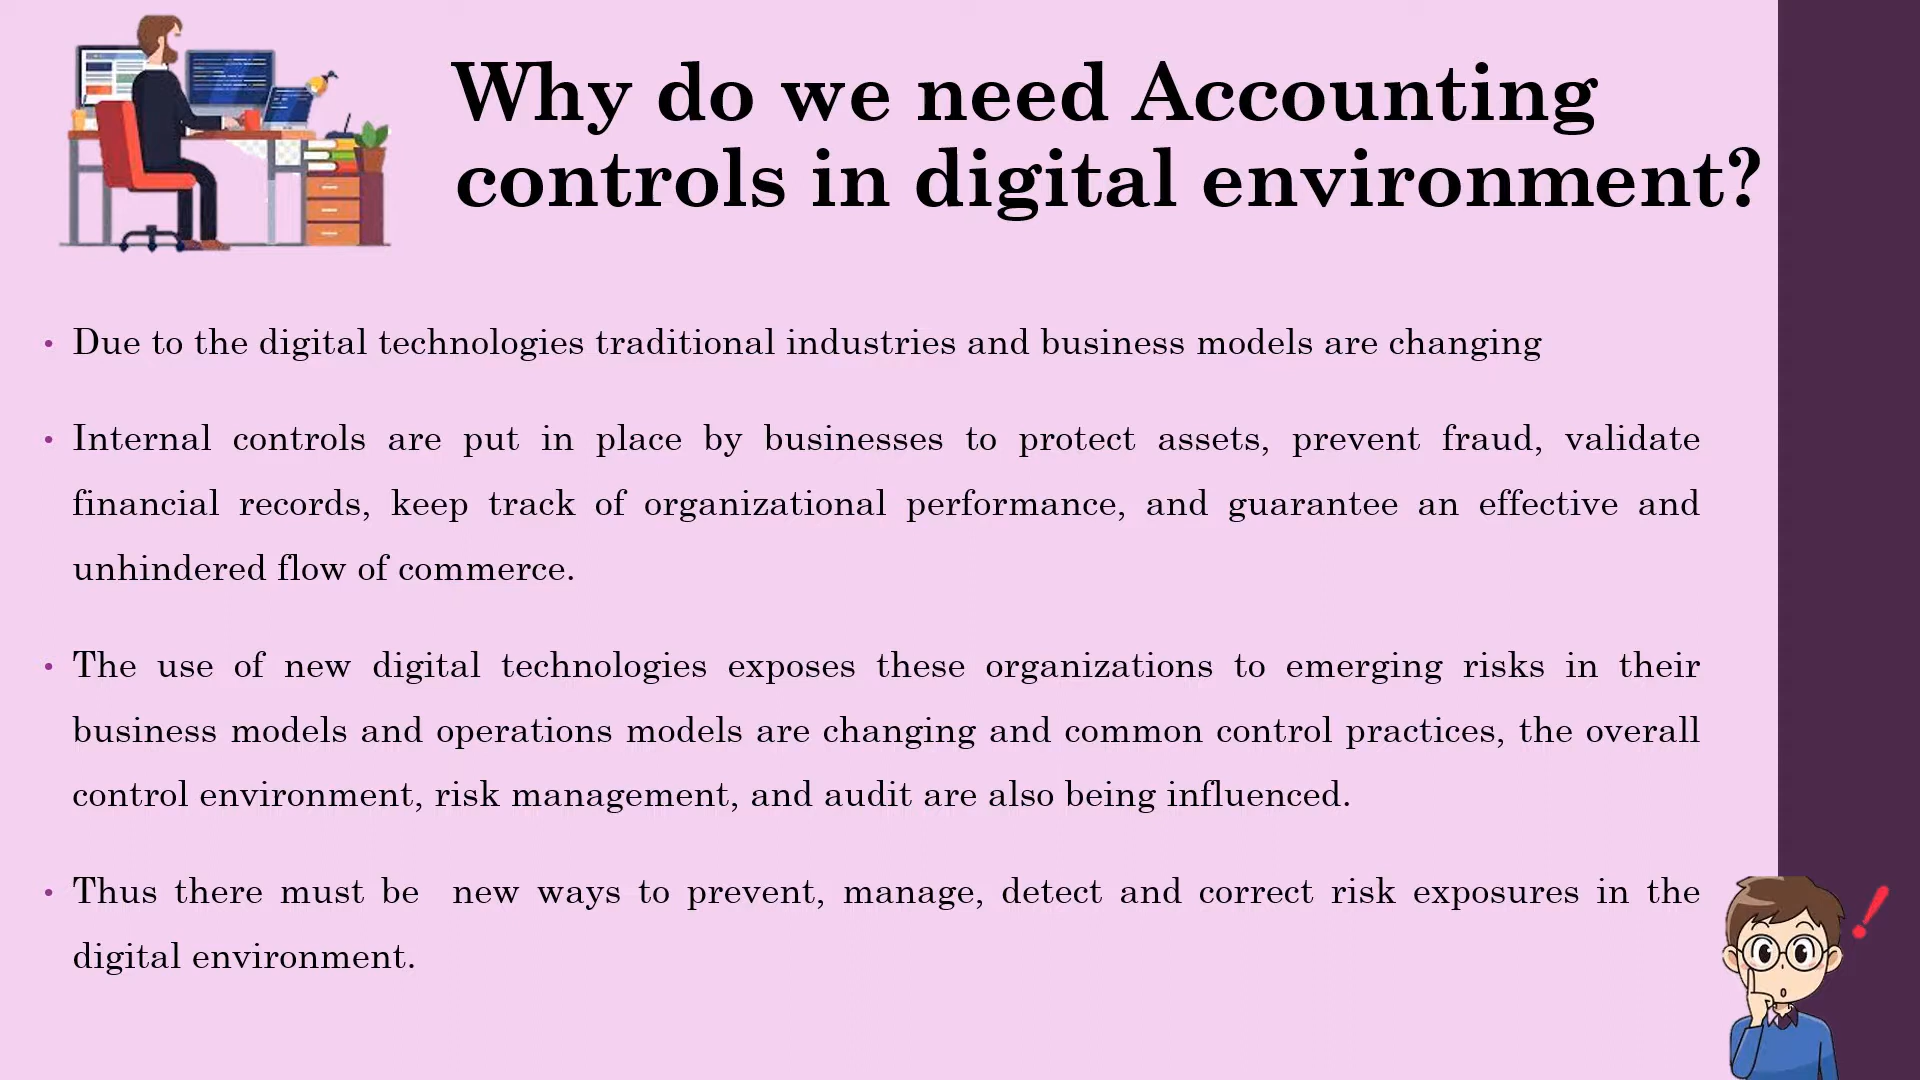 Why do we need Accounting
controls in digital environment?
• Due to the digital technologies traditional industries and business models are changing
• Internal controls are put in place by businesses to protect assets, prevent fraud, validate
financial records, keep track of organizational performance, and guarantee an effective and
unhindered flow of commerce.
• The use of new digital technologies exposes these organizations to emerging risks in their
business models and operations models are changing and common control practices, the overall
control environment, risk management, and audit are also being influenced.
• Thus there must be  new ways to prevent, manage, detect and correct risk exposures in the
digital environment.